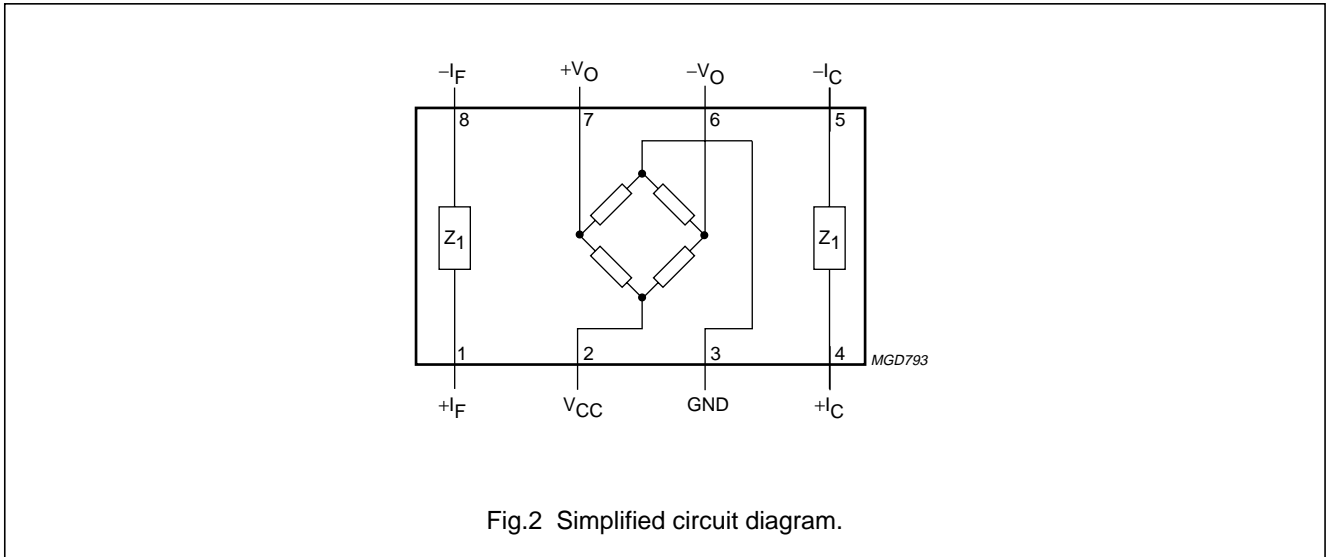 −IF +VO −VO −IC
8 7 6 5
Z1 Z1
1 2 3 4
MGD793
+IF VCC GND +IC
Fig.2 Simplified circuit diagram.